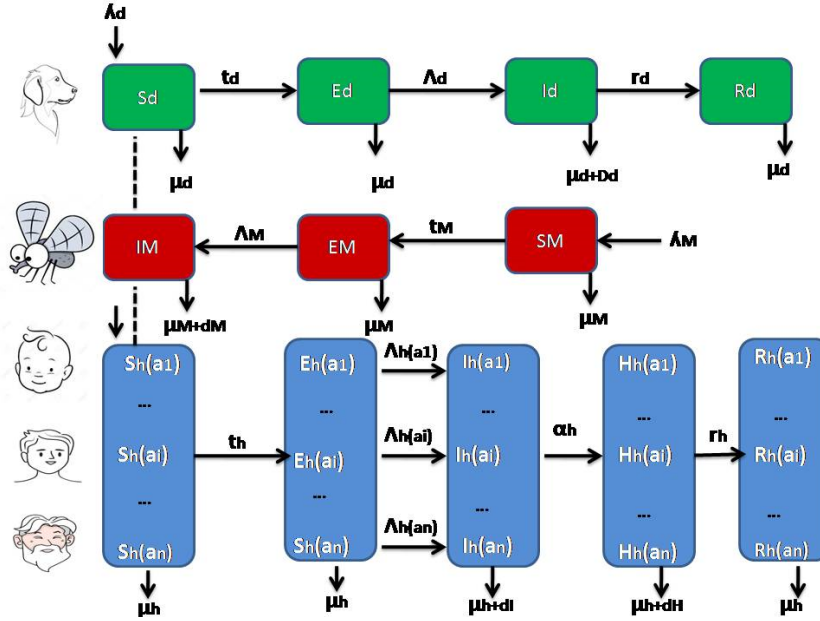 ʎd
td Λd rd
Sd Ed Id Rd
μd μd μd+Dd μd
ΛM tM ʎM
IM EM SM
μM+dM μM μM
Sh(a1) Eh(a1) Λh(a1) Ih(a1) Hh(a1) Rh(a1)
... ... ... ... ...
Sh(ai) th Eh(ai) Λh(ai) Ih(ai) αh Hh(ai) rh Rh(ai)
... ... ... ... ...
Sh(an) Sh(an) Λh(an) Ih(an) Hh(an) Rh(an)
μh μh μh+dI μh+dH μh